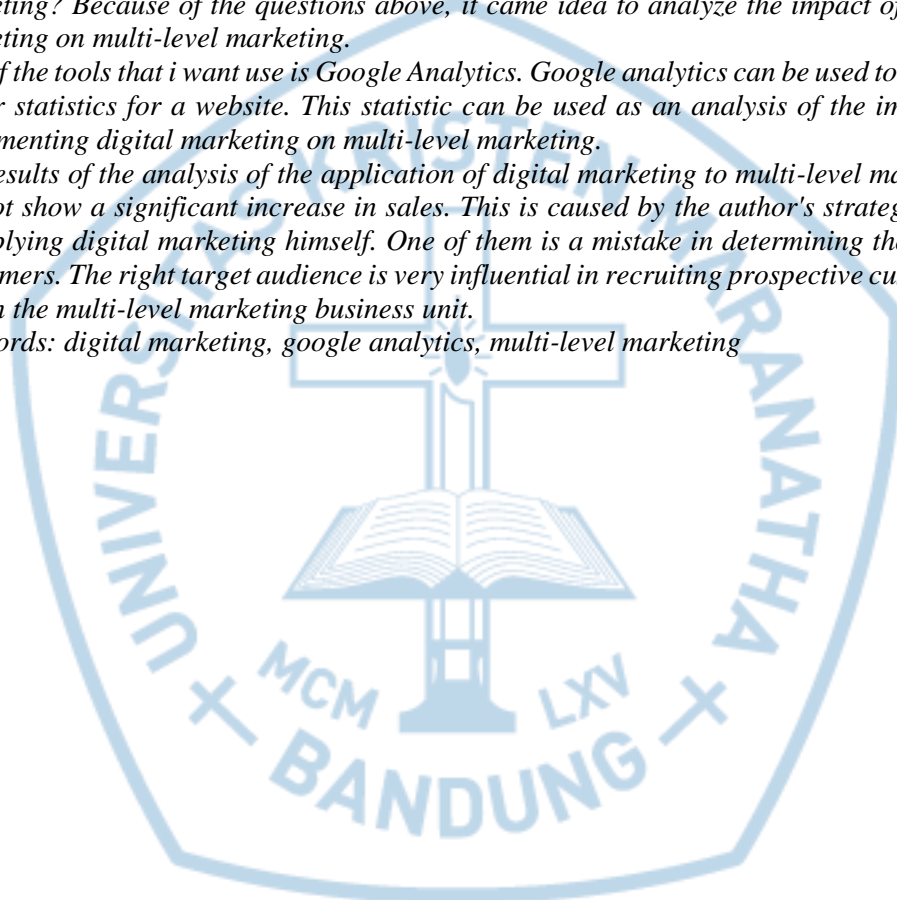 eting? Because of the questions above, it came idea to analyze the impact of
eting on multi-level marketing.
f the tools that i want use is Google Analytics. Google analytics can be used to
r statistics for a website. This statistic can be used as an analysis of the im
menting digital marketing on multi-level marketing.
esults of the analysis of the application of digital marketing to multi-level ma
ot show a significant increase in sales. This is caused by the author's strateg
plying digital marketing himself. One of them is a mistake in determining the
mers. The right target audience is very influential in recruiting prospective cu
n the multi-level marketing business unit.
ords: digital marketing, google analytics, multi-level marketing
UNIVERSITAS KRISTEN MARANATHA
MCM LXV
BANDUNG